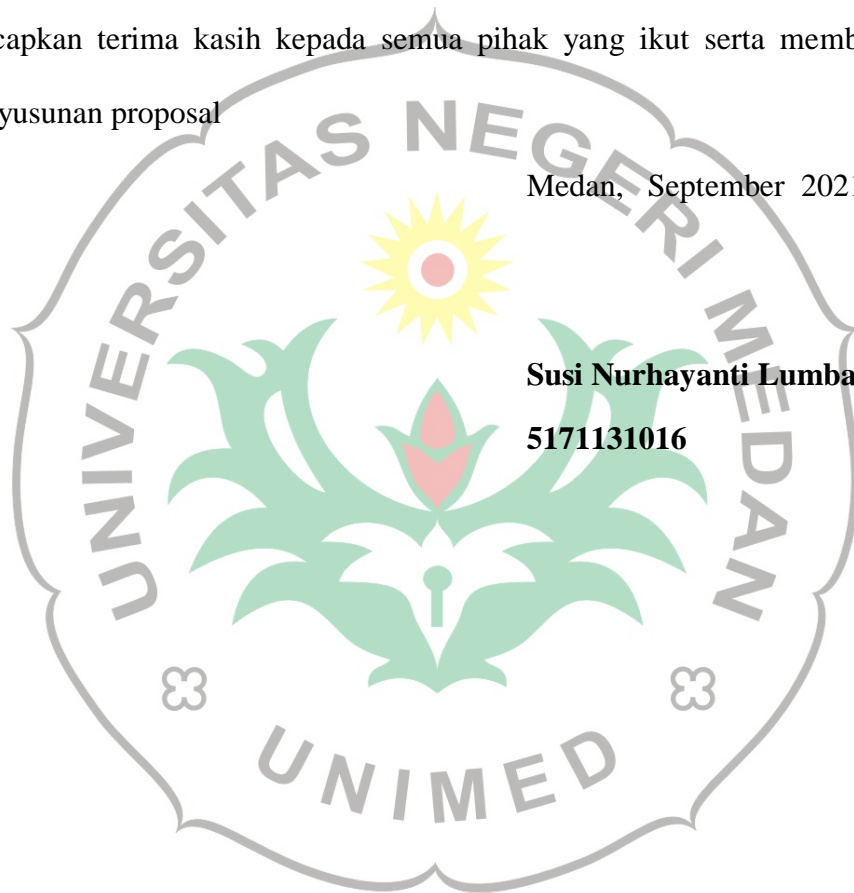 capkan terima kasih kepada semua pihak yang ikut serta memb
yusunan proposal
Medan, September 2021
Susi Nurhayanti Lumba
5171131016
UNIVERSITAS NEGERI MEDAN
UNIMED